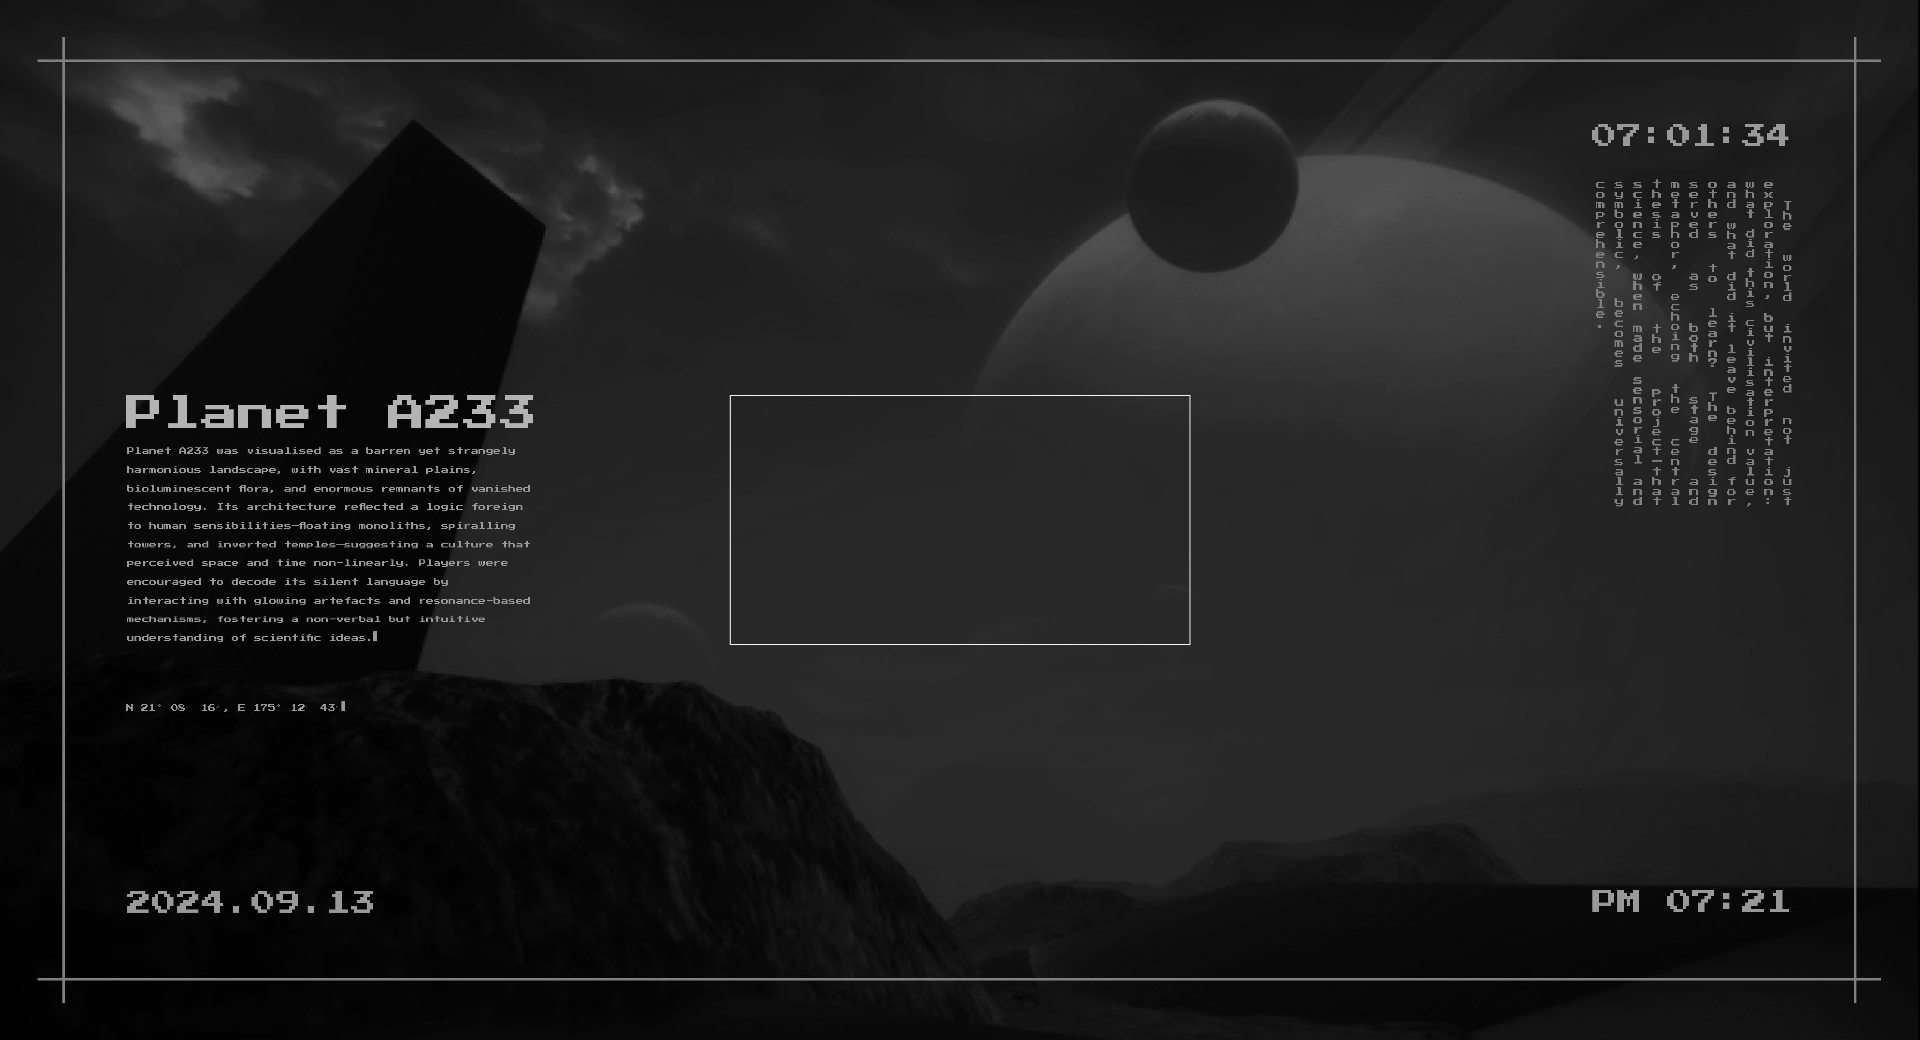 Planet A233
Planet A233 was visualised as a barren yet strangely
harmonious landscape, with vast mineral plains,
bioluminescent flora, and enormous remnants of vanished
technology. Its architecture reflected a logic foreign
to human sensibilities—floating monoliths, spiralling
towers, and inverted temples—suggesting a culture that
perceived space and time non-linearly. Players were
encouraged to decode its silent language by
interacting with glowing artefacts and resonance-based
mechanisms, fostering a non-verbal but intuitive
understanding of scientific ideas.
N 21° 08 16 , E 175° 12 43
2024.09.13
07:01:34
The world invited not just
exploration, but interpretation:
what did this civilisation value,
and what did it leave behind for
others to learn? The design
served as both stage and
metaphor, echoing the central
thesis of the project—that
science, when made sensorial and
symbolic, becomes universally
comprehensible.
PM 07:21